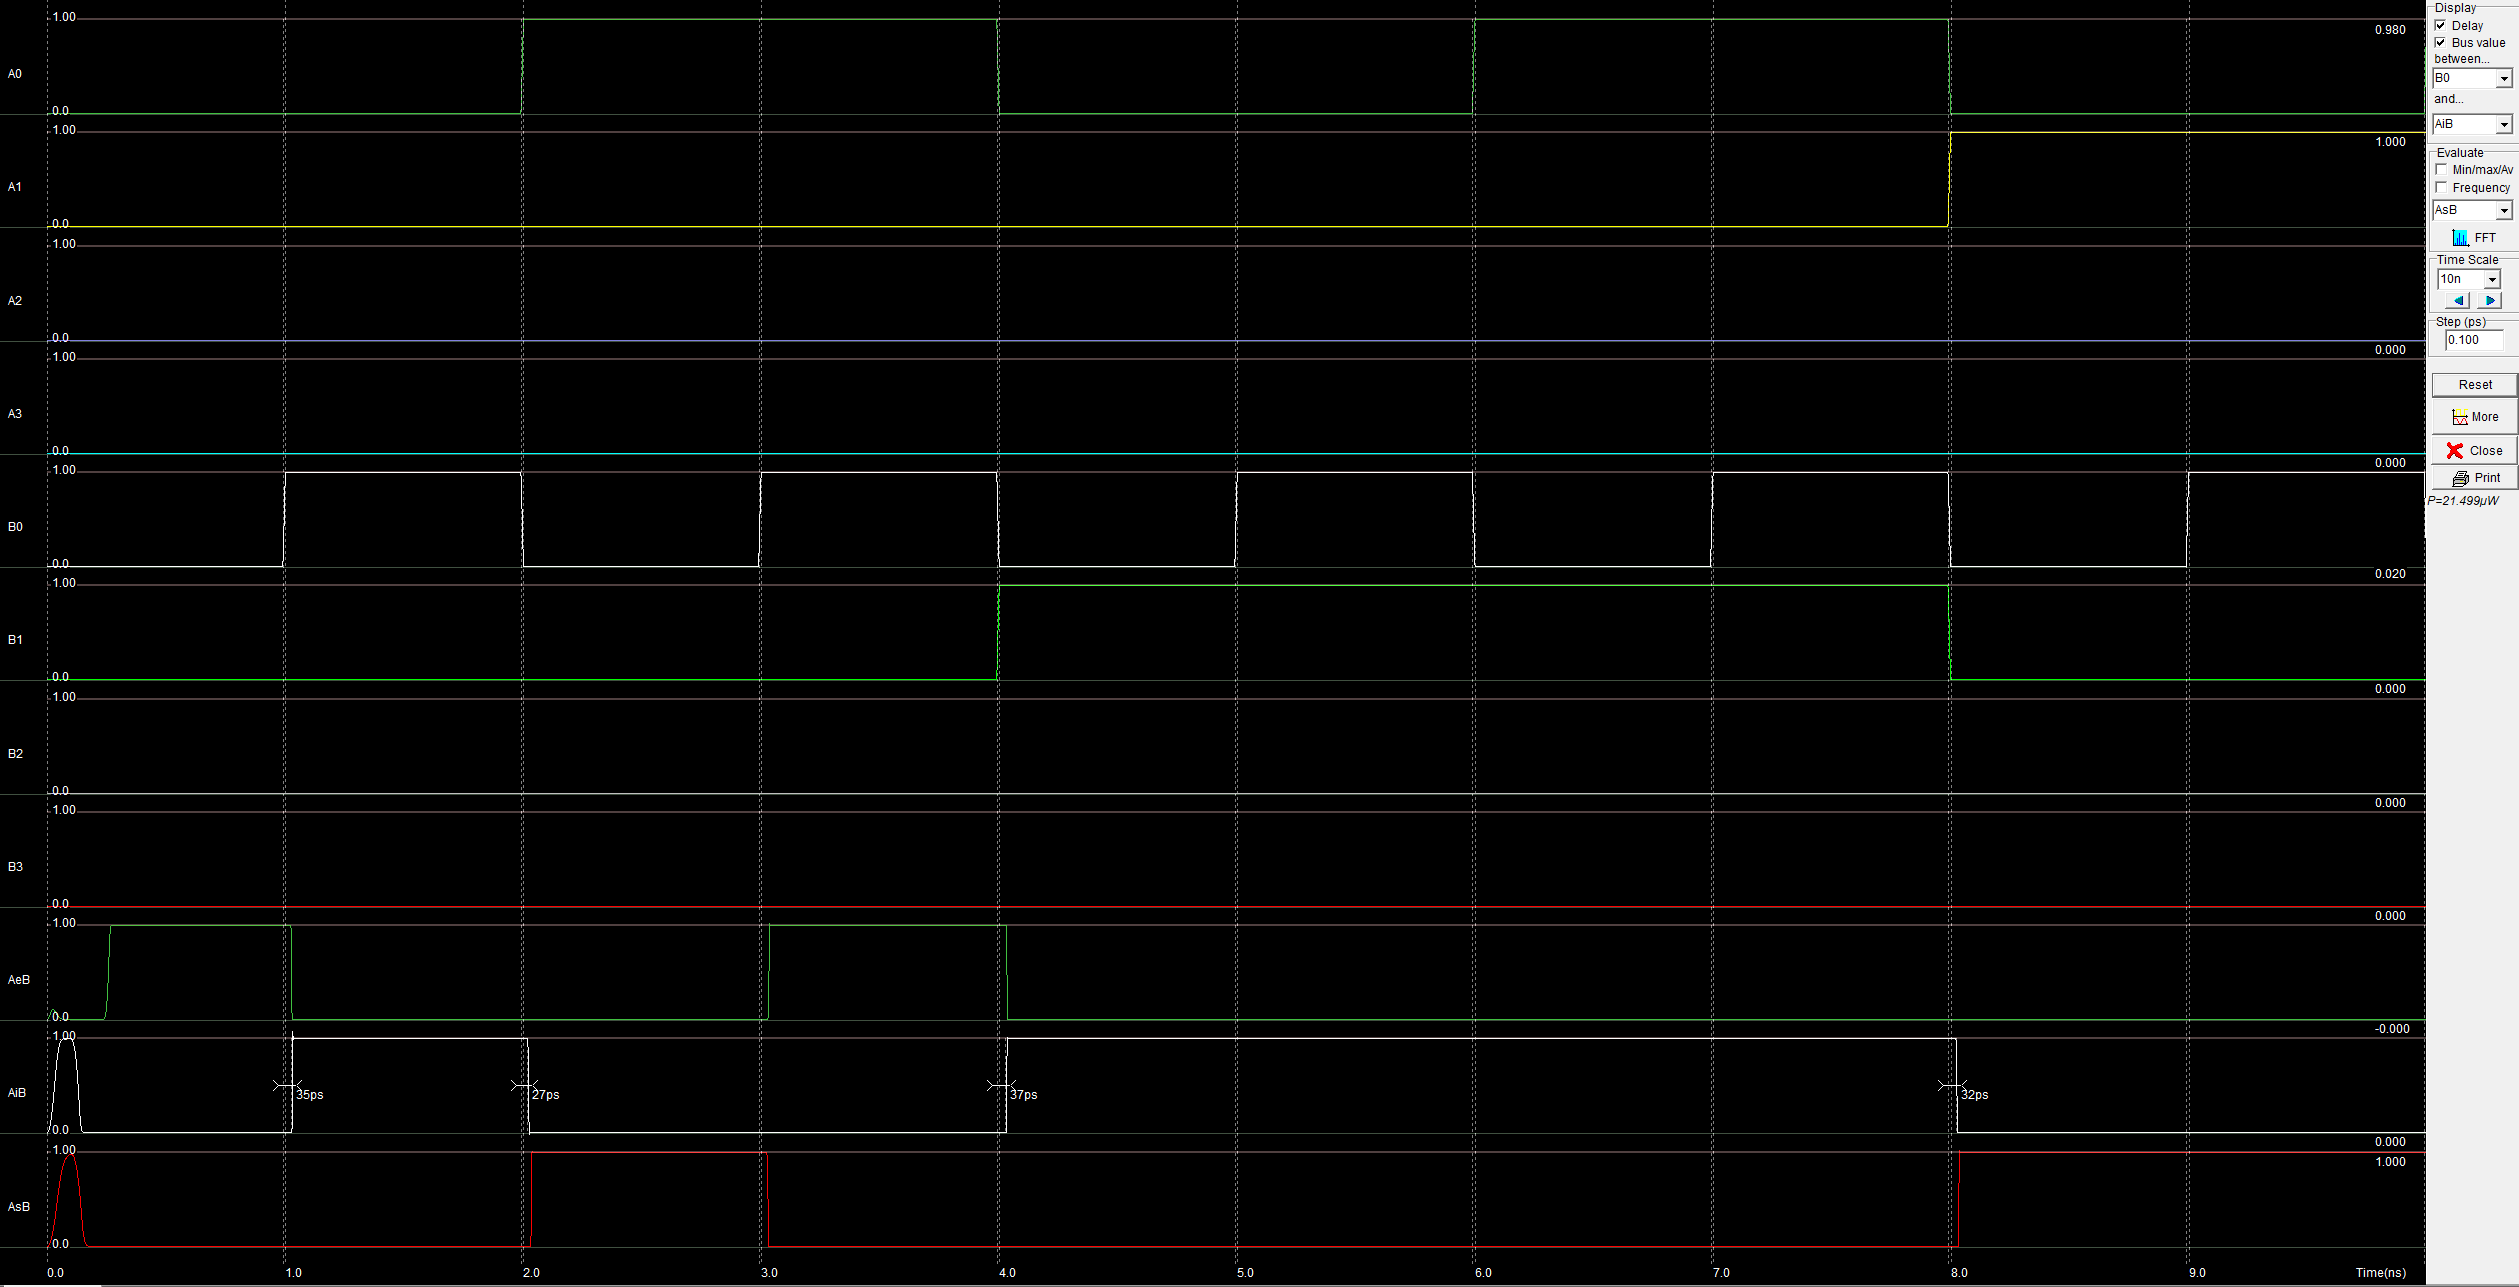 1.00
0.980
A0
0.0
1.00
1.000
A1
0.0
1.00
A2
0.0
0.000
1.00
A3
0.0
0.000
1.00
B0
0.0
0.020
1.00
B1
0.0
0.000
1.00
B2
0.0
0.000
1.00
B3
0.0
0.000
1.00
AeB
0.0
-0.000
1.00
AiB
35ps 27ps 37ps 32ps
0.0
0.000
1.00
1.000
AsB
0.0
0.0 1.0 2.0 3.0 4.0 5.0 6.0 7.0 8.0 9.0 Time(ns)
Display
Delay
Bus value
between...
B0
and...
AiB
Evaluate
Min/max/Av
Frequency
AsB
FFT
Time Scale
10n
Step (ps)
0.100
Reset
More
Close
Print
P=21.499µW